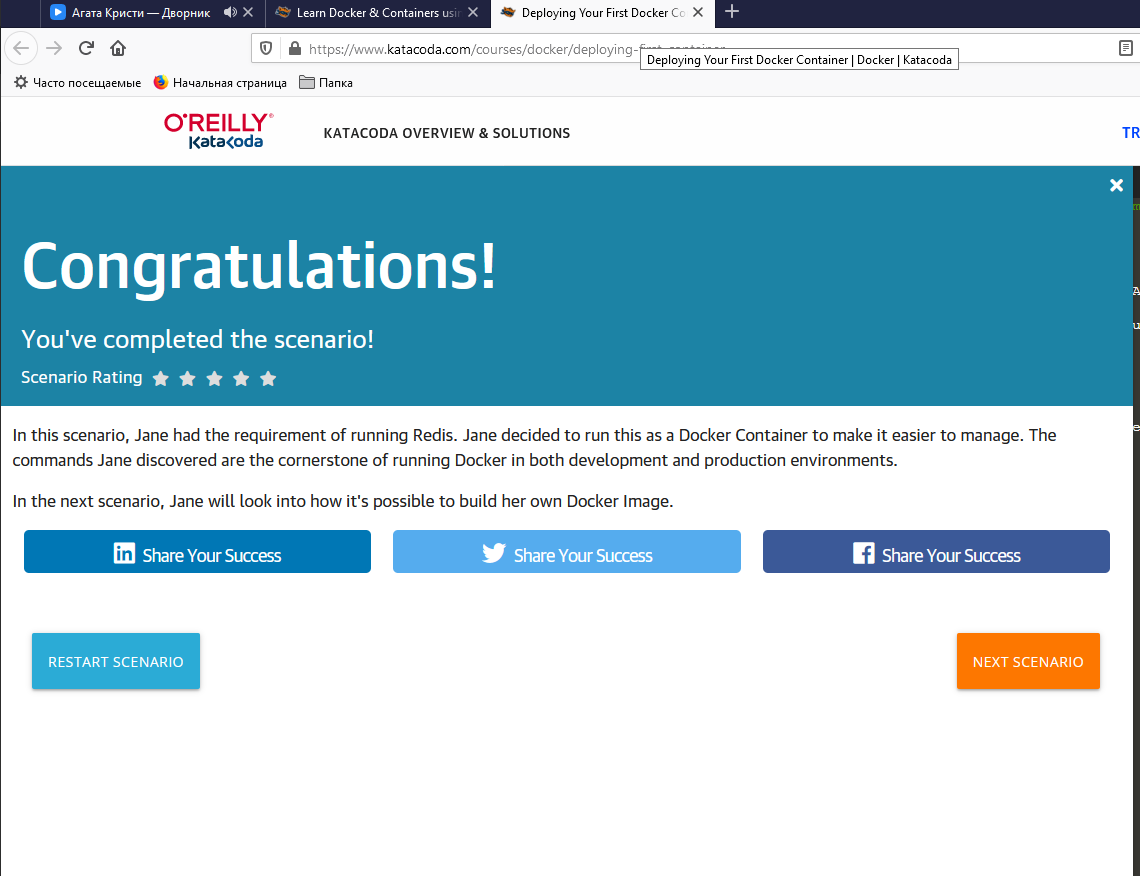 Агата Кристи — Дворник
Learn Docker & Containers usin
Deploying Your First Docker Co
https://www.katacoda.com/courses/docker/deploying-first-container
Deploying Your First Docker Container | Docker | Katacoda
Часто посещаемые
Начальная страница
Папка
O'REILLY®
Katacoda
KATACODA OVERVIEW & SOLUTIONS
TR
Congratulations!
You've completed the scenario!
Scenario Rating
In this scenario, Jane had the requirement of running Redis. Jane decided to run this as a Docker Container to make it easier to manage. The
commands Jane discovered are the cornerstone of running Docker in both development and production environments.
In the next scenario, Jane will look into how it's possible to build her own Docker Image.
Share Your Success
Share Your Success
Share Your Success
RESTART SCENARIO
NEXT SCENARIO